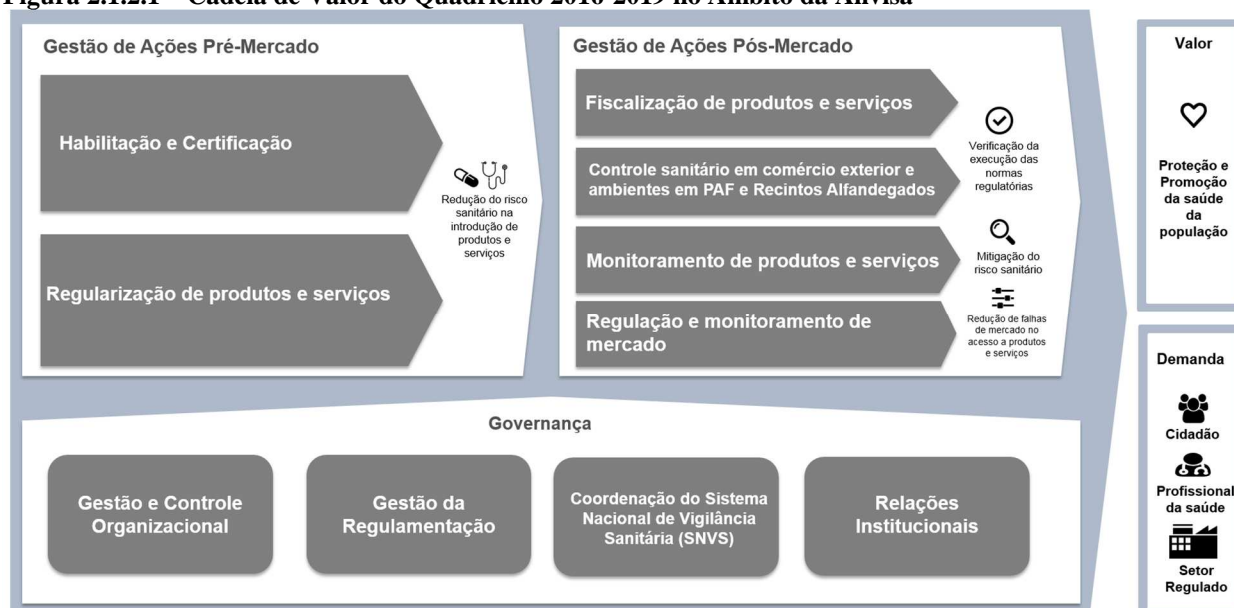 Figura 2.1.2.1 – Cadeia de Valor do Quadriênio 2016-2019 no Âmbito da Anvisa
Gestão de Ações Pré-Mercado
Habilitação e Certificação
Regularização de produtos e serviços
Redução do risco
sanitário na
introdução de
produtos e
serviços
Gestão de Ações Pós-Mercado
Fiscalização de produtos e serviços
Controle sanitário em comércio exterior e
ambientes em PAF e Recintos Alfandegados
Monitoramento de produtos e serviços
Regulação e monitoramento de
mercado
Verificação da
execução das
normas
regulatórias
Mitigação do
risco sanitário
Redução de falhas
de mercado no
acesso a produtos
e serviços
Governança
Gestão e Controle
Organizacional
Gestão da
Regulamentação
Coordenação do Sistema
Nacional de Vigilância
Sanitária (SNVS)
Relações
Institucionais
Valor
Proteção e
Promoção
da saúde
da
população
Demanda
Cidadão
Profissional
da saúde
Setor
Regulado